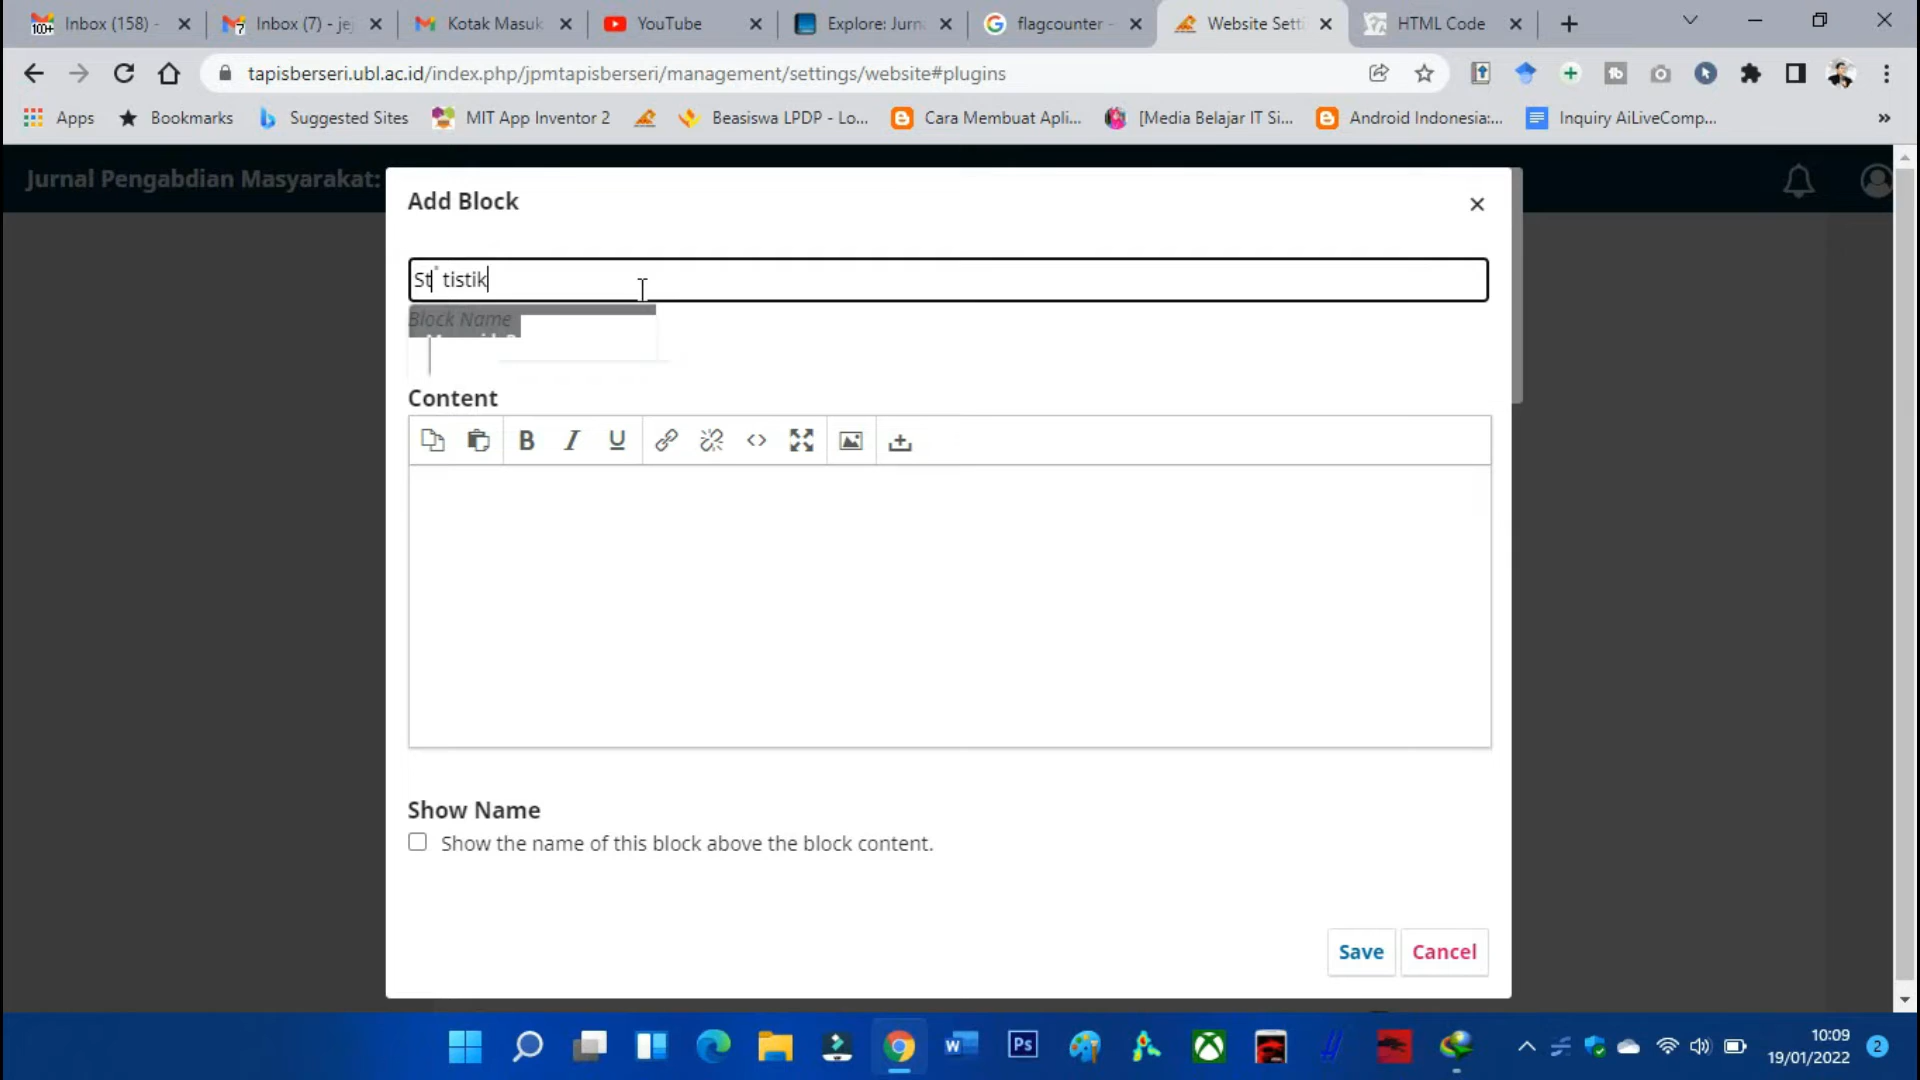 Inbox (158) -
Inbox (7) - je
Kotak Masuk
YouTube
Explore: Jurna
flagcounter -
Website Setti
HTML Code
tapisberseri.ubl.ac.id/index.php/jpmtapisberseri/management/settings/website#plugins
Apps
Bookmarks
Suggested Sites
MIT App Inventor 2
Beasiswa LPDP - Lo...
Cara Membuat Apli...
[Media Belajar IT Si...
Android Indonesia:...
Inquiry AiLiveComp...
»
Jurnal Pengabdian Masyarakat:
Add Block
St tistik
Block Name
Content
B I U
Show Name
Show the name of this block above the block content.
Save
Cancel
10:09
19/01/2022
2